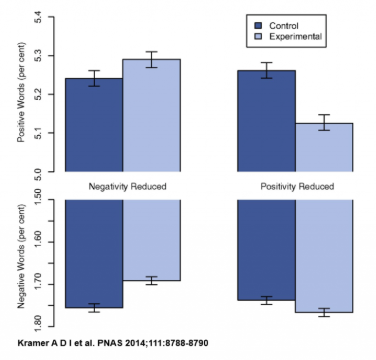 5.4
5.3
5.2
5.1
5.0
Positive Words (per cent)
Control
Experimental
Negativity Reduced
Positivity Reduced
1.50
1.60
1.70
1.80
Negative Words (per cent)
Kramer A D I et al. PNAS 2014;111:8788-8790